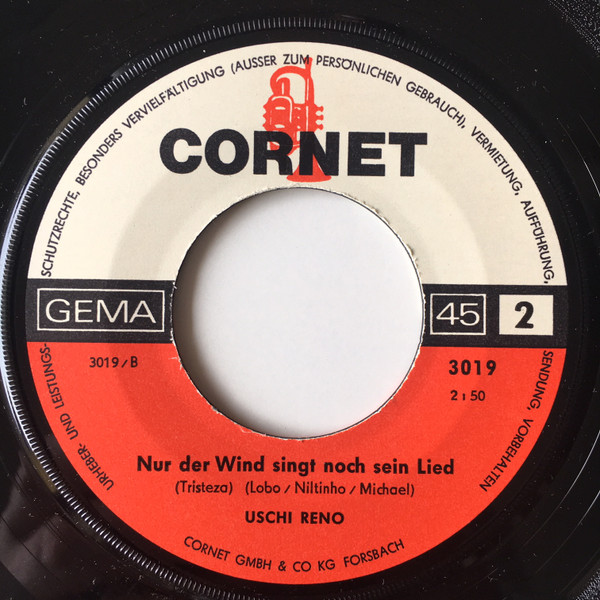 URHEBER- UND LEISTUNGS-SCHUTZRECHTE, BESONDERS VERVIELFÄLTIGUNG (AUSSER ZUM PERSÖNLICHEN GEBRAUCH), VERMIETUNG, AUFFÜHRUNG, SENDUNG, VORBEHALTEN
CORNET
GEMA 45 2
3019/B 3019
2:50
Nur der Wind singt noch sein Lied
(Tristeza) (Lobo/Niltinho/Michael)
USCHI RENO
CORNET GMBH & CO KG FORSBACH